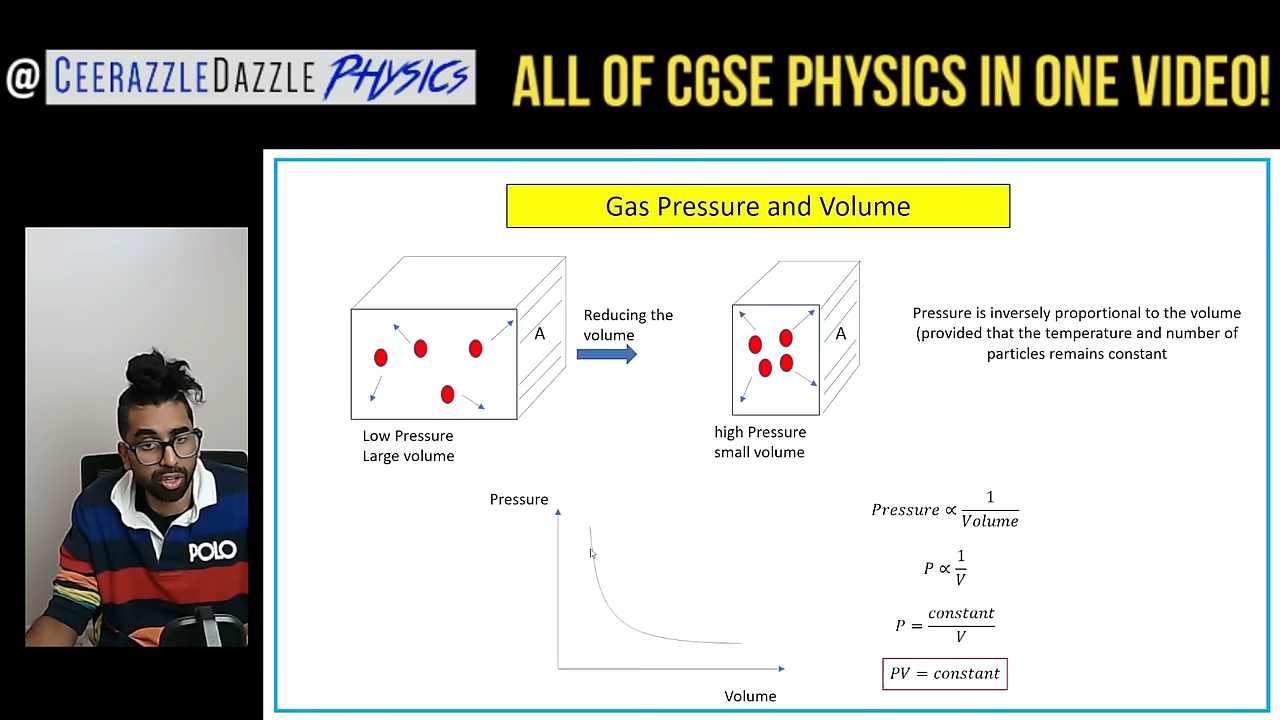 @ CEERAZZLEDAZZLE PHYSICS
ALL OF CGSE PHYSICS IN ONE VIDEO!
Gas Pressure and Volume
Reducing the
volume
A
A
Pressure is inversely proportional to the volume
(provided that the temperature and number of
particles remains constant
Low Pressure
Large volume
high Pressure
small volume
Pressure
Volume
Pressure ∝ 1/Volume
P ∝ 1/V
P = constant/V
PV = constant
POLO